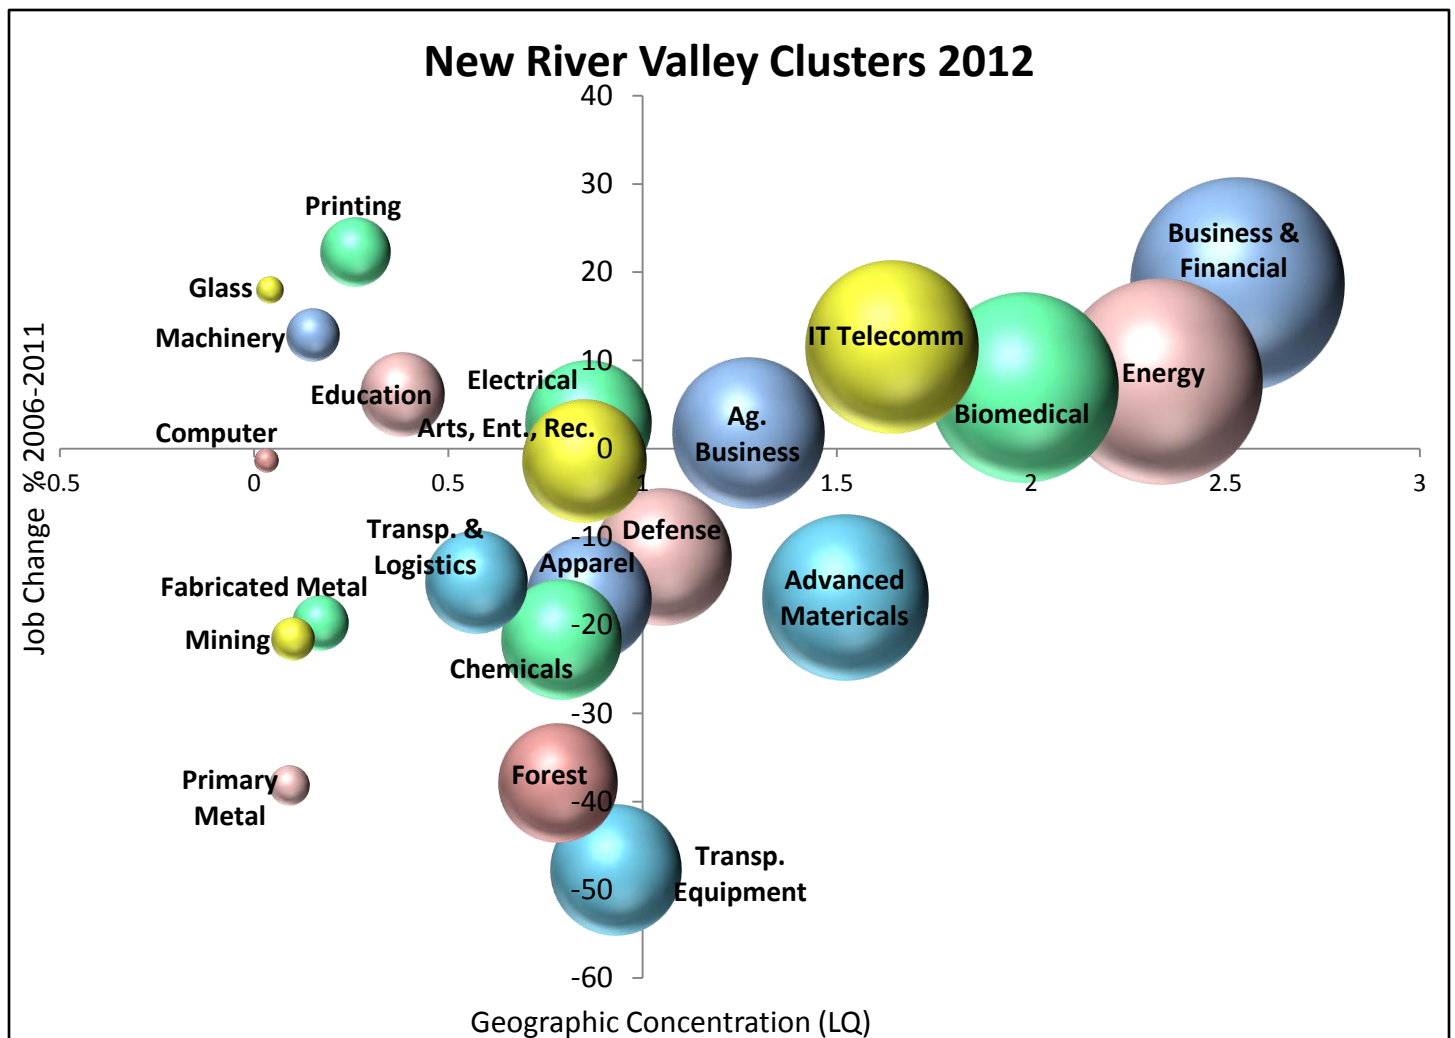 New River Valley Clusters 2012
40
30
20
10
0
-10
-20
-30
-40
-50
-60
Job Change % 2006-2011
-0.5
0
0.5
1
1.5
2
2.5
3
Geographic Concentration (LQ)
Printing
Glass
Machinery
Education
Computer
Electrical
Arts, Ent., Rec.
Ag.
Business
IT Telecomm
Biomedical
Energy
Business &
Financial
Transp. &
Logistics
Apparel
Defense
Advanced
Matericals
Fabricated Metal
Mining
Chemicals
Primary
Metal
Forest
Transp.
Equipment